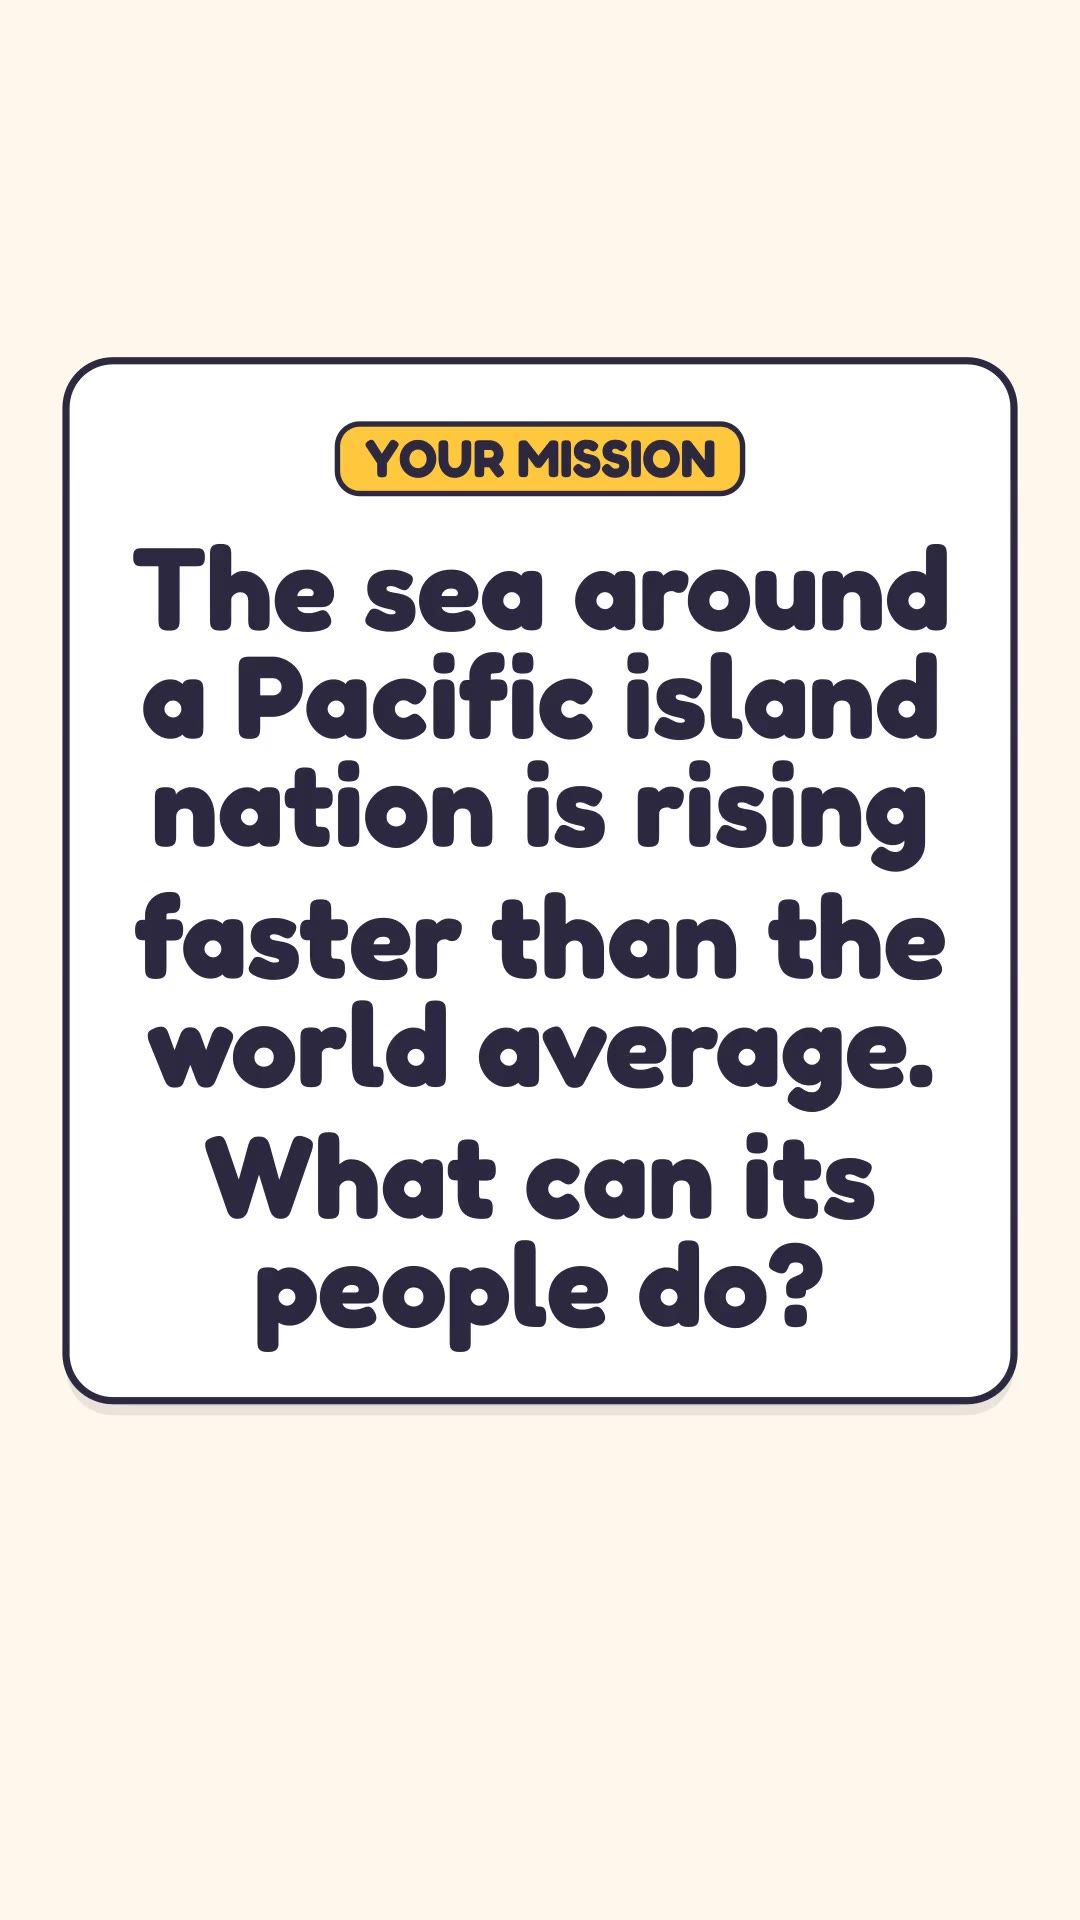 YOUR MISSION
The sea around
a Pacific island
nation is rising
faster than the
world average.
What can its
people do?